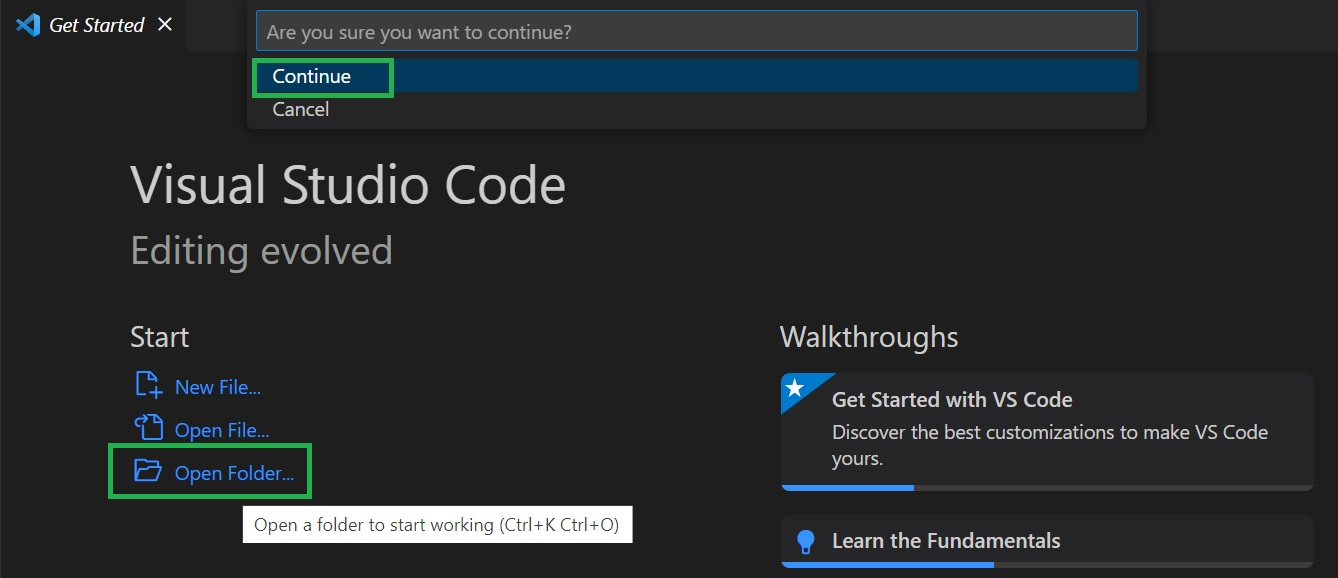 Get Started
Are you sure you want to continue?
Continue
Cancel
Visual Studio Code
Editing evolved
Start
New File...
Open File...
Open Folder...
Open a folder to start working (Ctrl+K Ctrl+O)
Walkthroughs
Get Started with VS Code
Discover the best customizations to make VS Code
yours.
Learn the Fundamentals